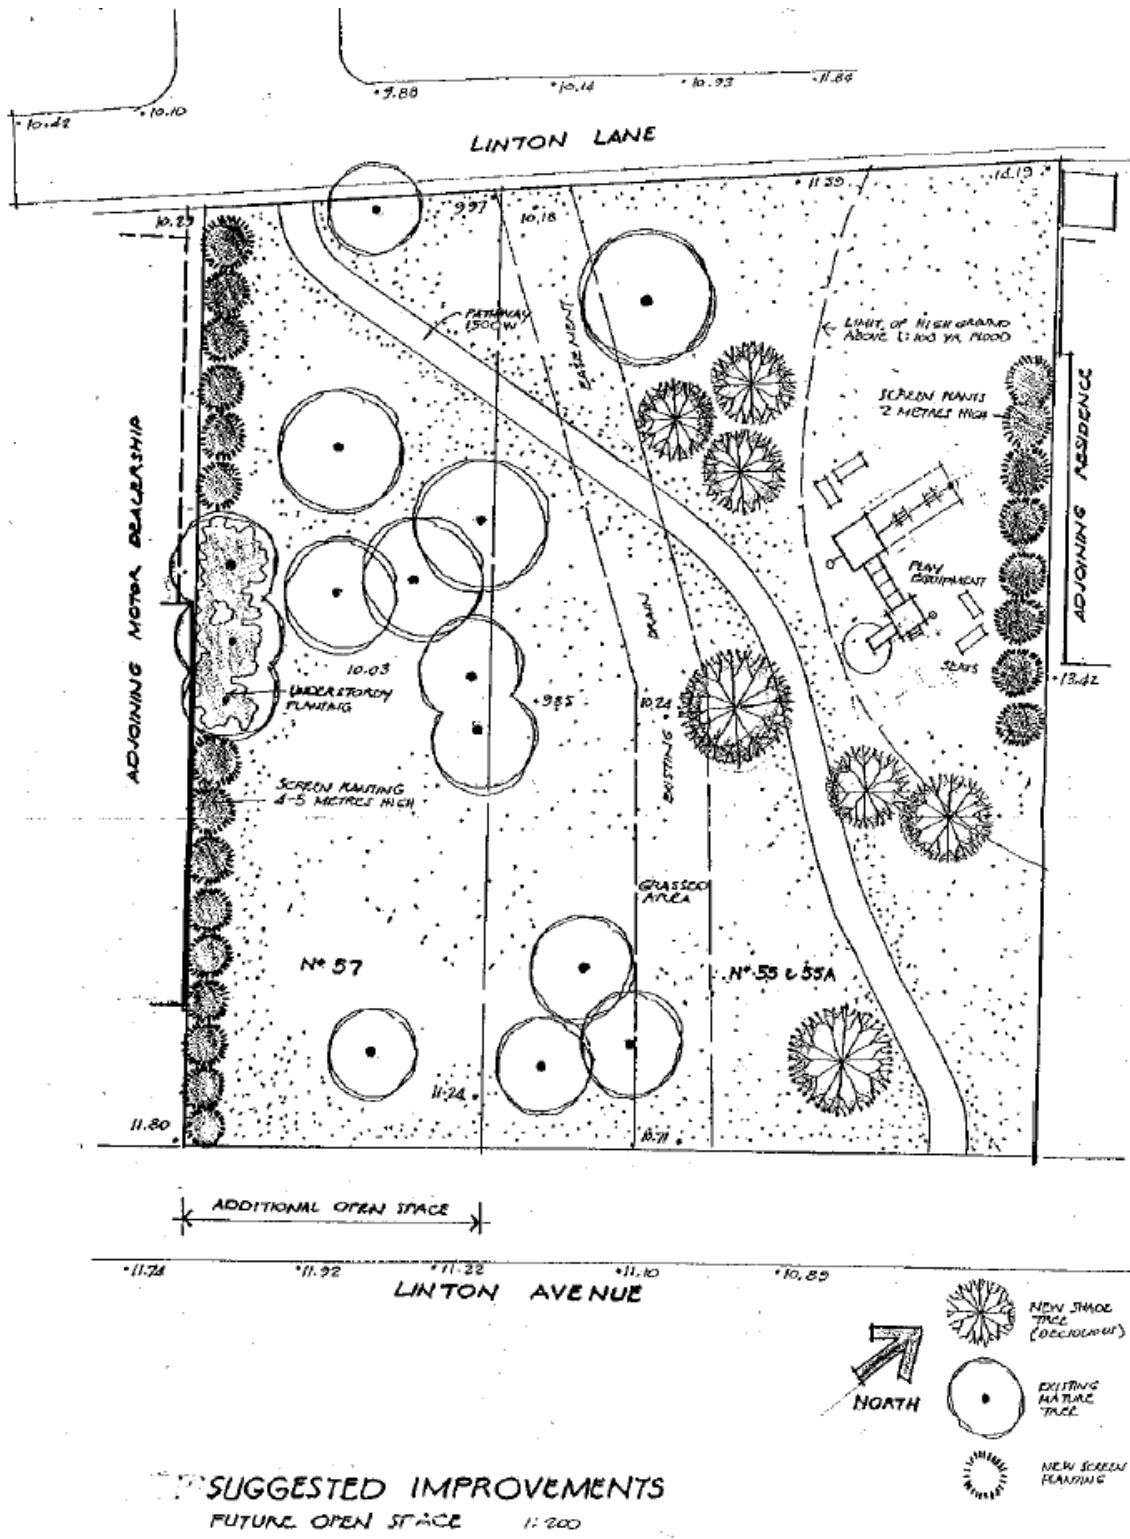 9.88
10.14
10.93
11.84
10.42
10.10
LINTON LANE
10.29
9.97
10.18
11.39
14.19
PATHWAY
1500 W
EASEMENT
LIMIT OF HIGH GROUND
ABOVE 1:100 YR FLOOD
SCREEN PLANTS
2 METRES HIGH
ADJOINING RESIDENCE
ADJOINING MOTOR DEALERSHIP
PLAY
EQUIPMENT
SEATS
DRAIN
10.03
UNDERSTOREY
PLANTING
9.85
10.24
13.42
EXISTING
SCREEN PLANTING
4-5 METRES HIGH
GRASSED
AREA
No 57
No 55 & 55A
11.24
11.80
10.71
ADDITIONAL OPEN SPACE
11.74
11.92
11.22
11.10
10.89
LINTON AVENUE
NEW SHADE
TREE
(DECIDUOUS)
NORTH
EXISTING
MATURE
TREE
NEW SCREEN
PLANTING
SUGGESTED IMPROVEMENTS
FUTURE OPEN SPACE 1:200